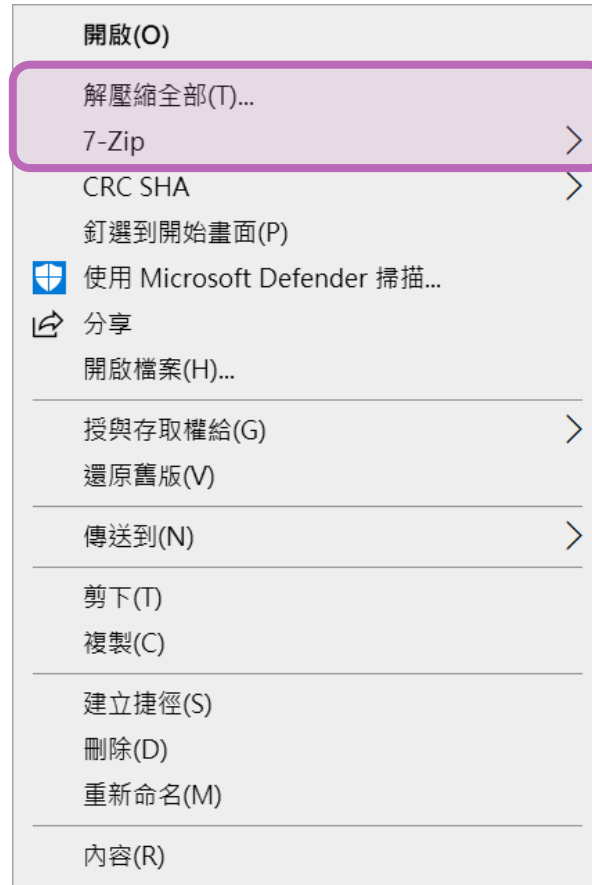 開啟(O)
解壓縮全部(T)...
7-Zip
CRC SHA
釘選到開始畫面(P)
使用 Microsoft Defender 掃描...
分享
開啟檔案(H)...
授與存取權給(G)
還原舊版(V)
傳送到(N)
剪下(T)
複製(C)
建立捷徑(S)
刪除(D)
重新命名(M)
內容(R)